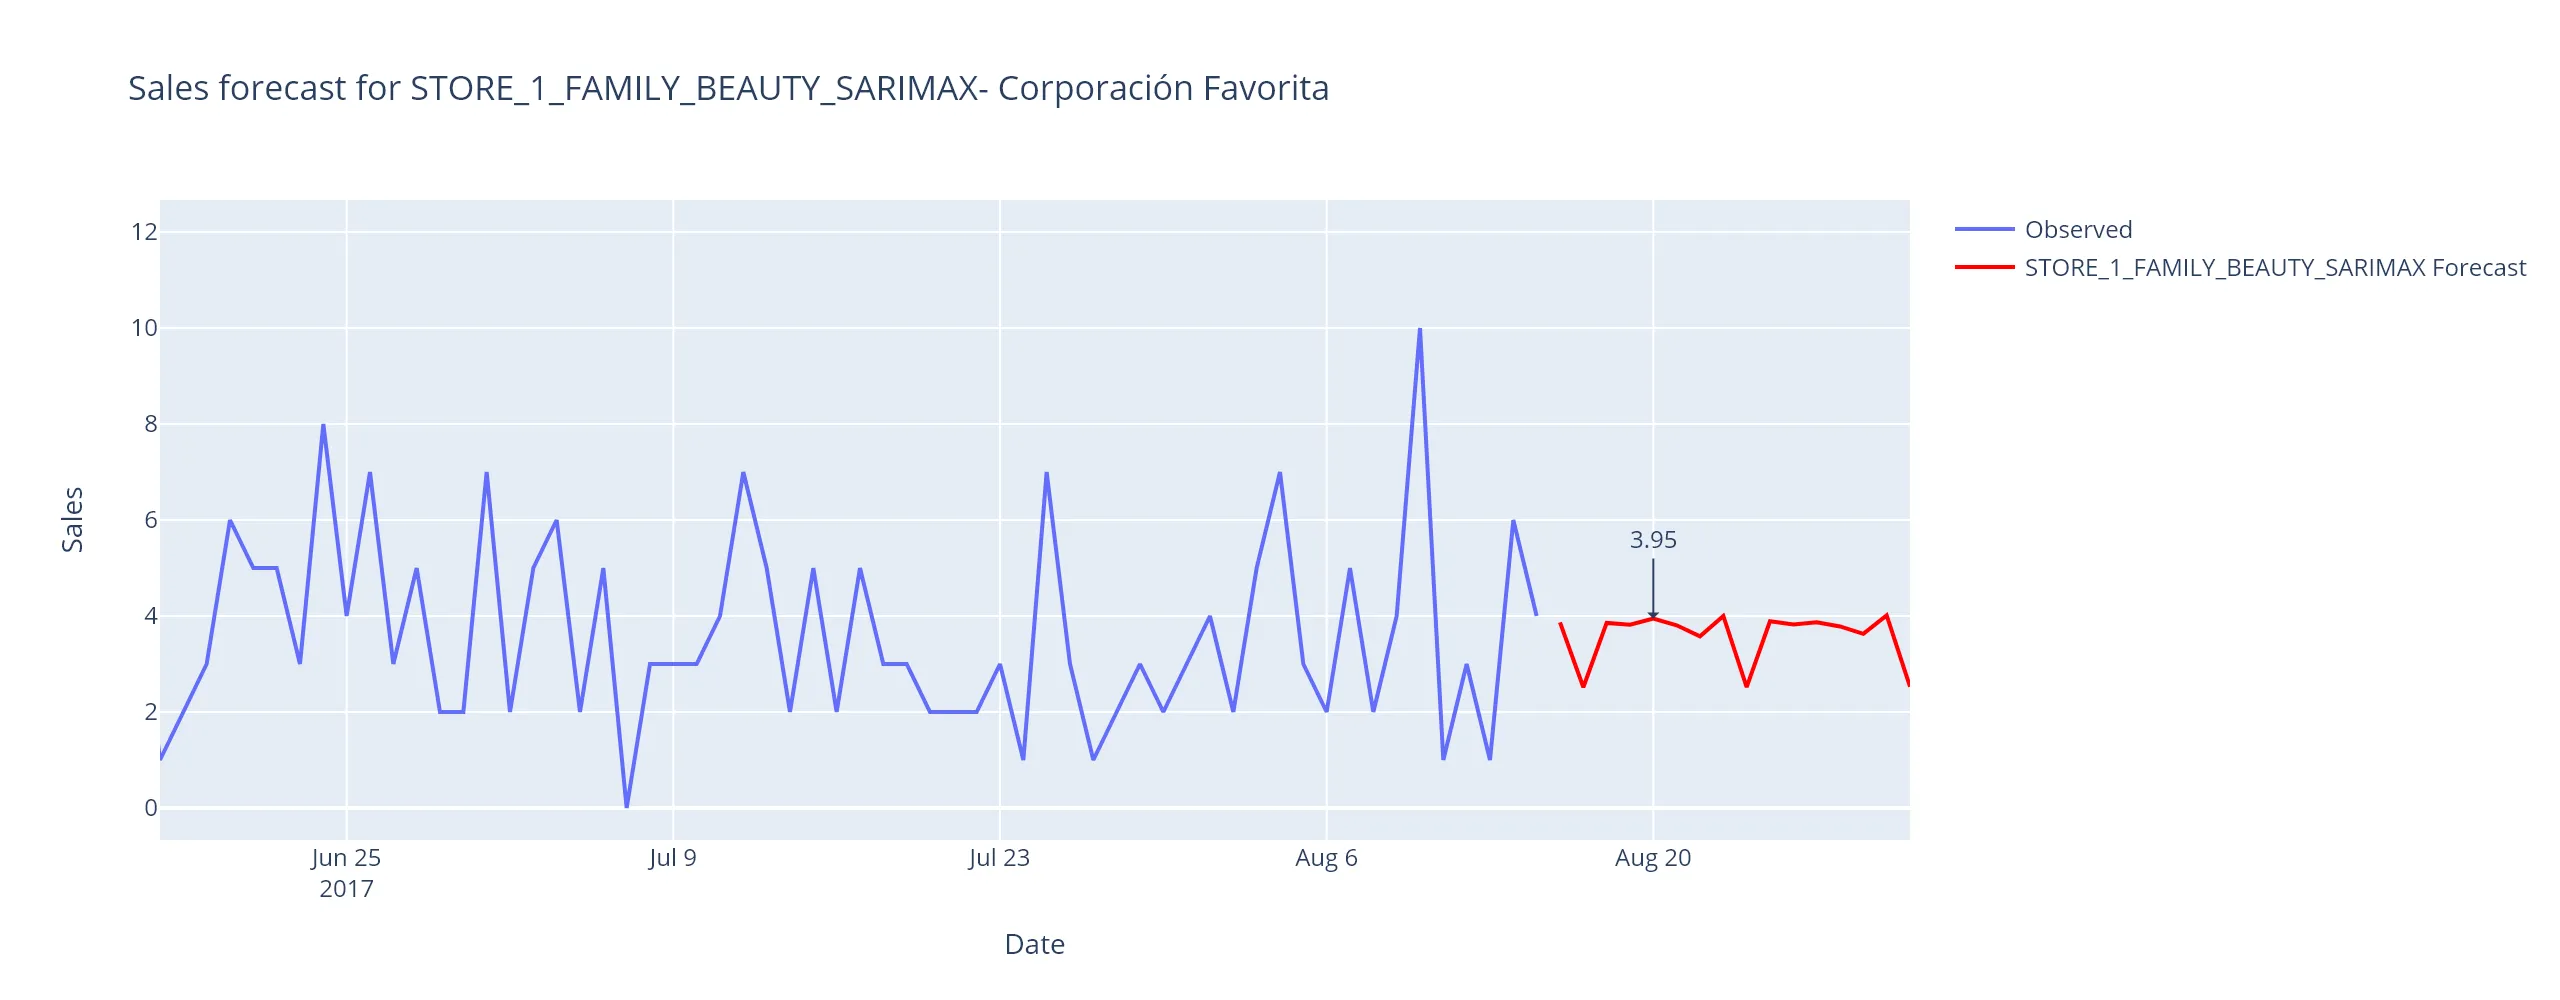 Sales forecast for STORE_1_FAMILY_BEAUTY_SARIMAX- Corporación Favorita
12
10
8
6
4
2
0
Sales
3.95
Jun 25
2017
Jul 9
Jul 23
Aug 6
Aug 20
Date
Observed
STORE_1_FAMILY_BEAUTY_SARIMAX Forecast